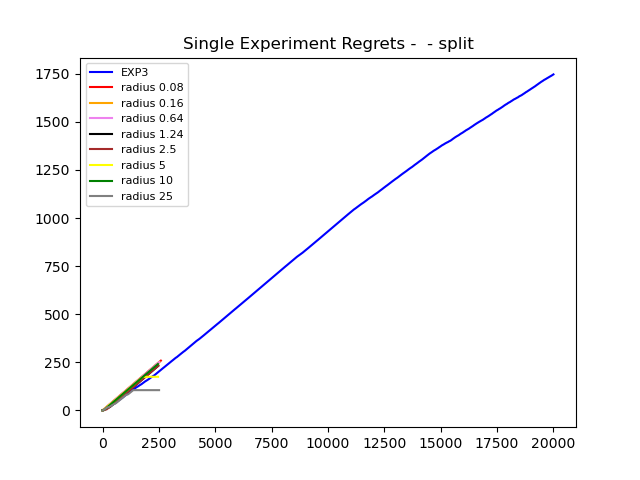 Single Experiment Regrets -  - split
EXP3
radius 0.08
radius 0.16
radius 0.64
radius 1.24
radius 2.5
radius 5
radius 10
radius 25
1750
1500
1250
1000
750
500
250
0
0 2500 5000 7500 10000 12500 15000 17500 20000